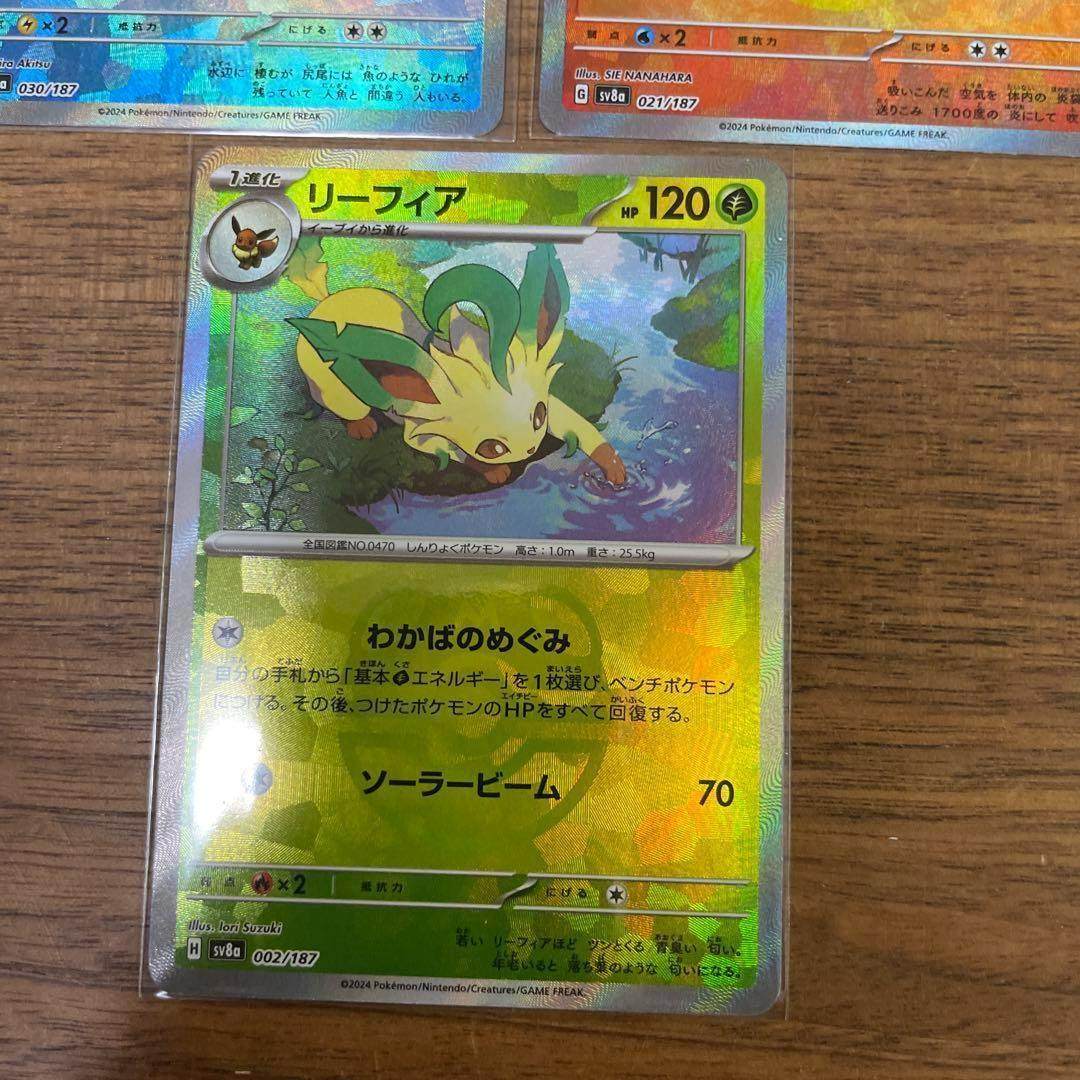 ×2 抵抗力 にげる
水辺に 棲むが 尻尾には 魚のような ひれが
残っていて 人魚と 間違う 人もいる。
030/187
©2024 Pokémon/Nintendo/Creatures/GAME FREAK.
弱点 ×2 抵抗力 にげる
Illus. SIE NANAHARA
G sv8a 021/187
吸いこんだ 空気を 体内の 炎袋
送りこみ 1700度の 炎にして 吹
©2024 Pokémon/Nintendo/Creatures/GAME FREAK.
1進化 リーフィア HP 120
イーブイから進化
全国図鑑NO.0470 しんりょくポケモン 高さ:1.0m 重さ:25.5kg
わかばのめぐみ
自分の手札から「基本エネルギー」を1枚選び、ベンチポケモン
につける。その後、つけたポケモンのHPをすべて回復する。
ソーラービーム 70
弱点 ×2 抵抗力 にげる
Illus. Iori Suzuki
H sv8a 002/187
若い リーフィアほど ツンとくる 青臭い 匂い。
年老いると 落ち葉のような 匂いになる。
©2024 Pokémon/Nintendo/Creatures/GAME FREAK.